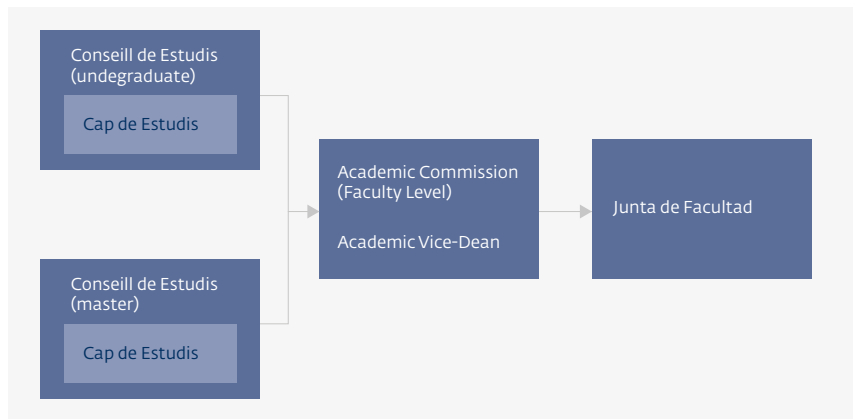 Conseill de Estudis
(undegraduate)
Cap de Estudis
Academic Commission
(Faculty Level)
Academic Vice-Dean
Junta de Facultad
Conseill de Estudis
(master)
Cap de Estudis